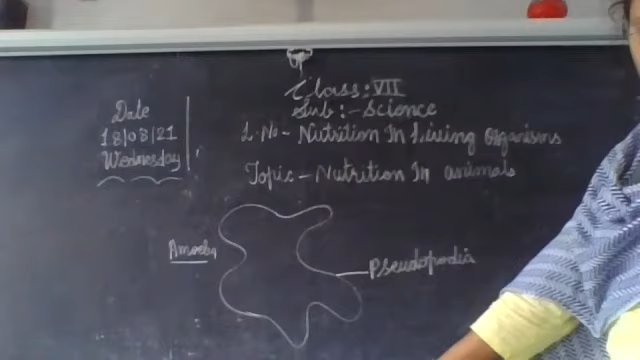 Class: VII
Sub :- Science
Date
18/08/21
Wednesday
L.No - Nutrition In Living Organisms
Topic - Nutrition In animals
Amoeba
Pseudopodia